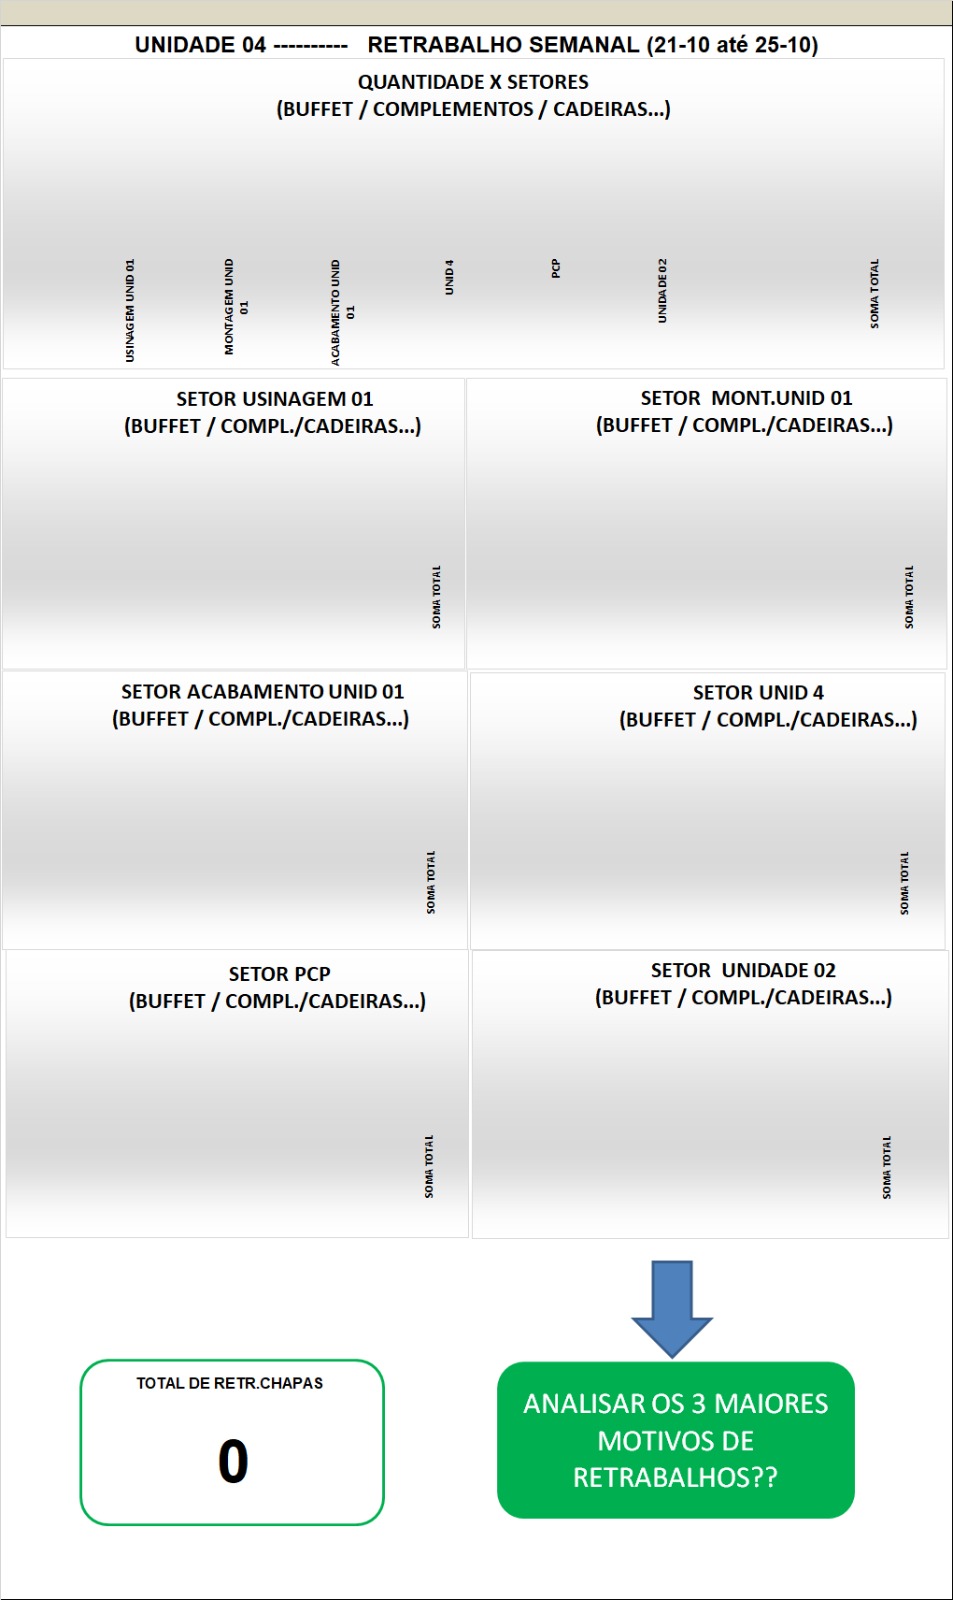 UNIDADE 04 ---------- RETRABALHO SEMANAL (21-10 até 25-10)
QUANTIDADE X SETORES
(BUFFET / COMPLEMENTOS / CADEIRAS...)
USINAGEM UNID 01
MONTAGEM UNID
01
ACABAMENTO UNID
01
UNID 4
PCP
UNIDADE 02
SOMA TOTAL
SETOR USINAGEM 01
(BUFFET / COMPL./CADEIRAS...)
SOMA TOTAL
SETOR MONT.UNID 01
(BUFFET / COMPL./CADEIRAS...)
SOMA TOTAL
SETOR ACABAMENTO UNID 01
(BUFFET / COMPL./CADEIRAS...)
SOMA TOTAL
SETOR UNID 4
(BUFFET / COMPL./CADEIRAS...)
SOMA TOTAL
SETOR PCP
(BUFFET / COMPL./CADEIRAS...)
SOMA TOTAL
SETOR UNIDADE 02
(BUFFET / COMPL./CADEIRAS...)
SOMA TOTAL
TOTAL DE RETR.CHAPAS
0
ANALISAR OS 3 MAIORES
MOTIVOS DE
RETRABALHOS??